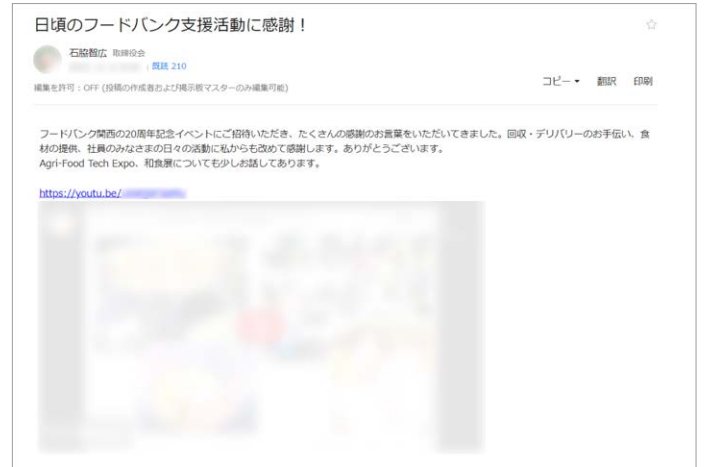 日頃のフードバンク支援活動に感謝！
石脇智広 取締役会
既読 210
編集を許可：OFF (投稿の作成者および掲示板マスターのみ編集可能)
コピー 翻訳 印刷
フードバンク関西の20周年記念イベントにご招待いただき、たくさんの感謝のお言葉をいただいてきました。回収・デリバリーのお手伝い、食
材の提供、社員のみなさまの日々の活動に私からも改めて感謝します。ありがとうございます。
Agri-Food Tech Expo、和食展についても少しお話してあります。
https://youtu.be/